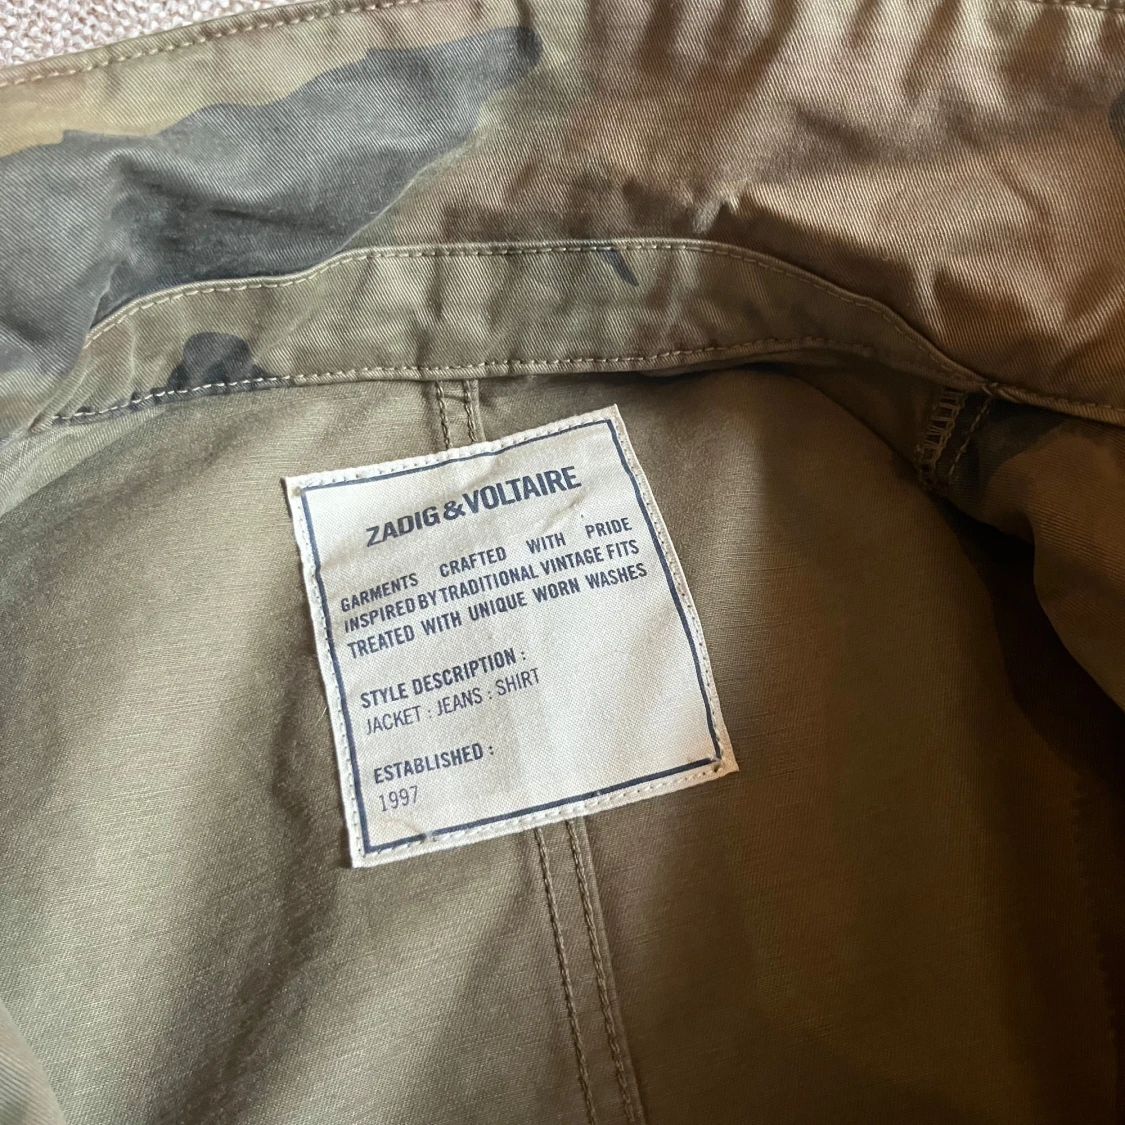 ZADIG&VOLTAIRE
GARMENTS CRAFTED WITH PRIDE
INSPIRED BY TRADITIONAL VINTAGE FITS
TREATED WITH UNIQUE WORN WASHES
STYLE DESCRIPTION :
JACKET : JEANS : SHIRT
ESTABLISHED :
1997